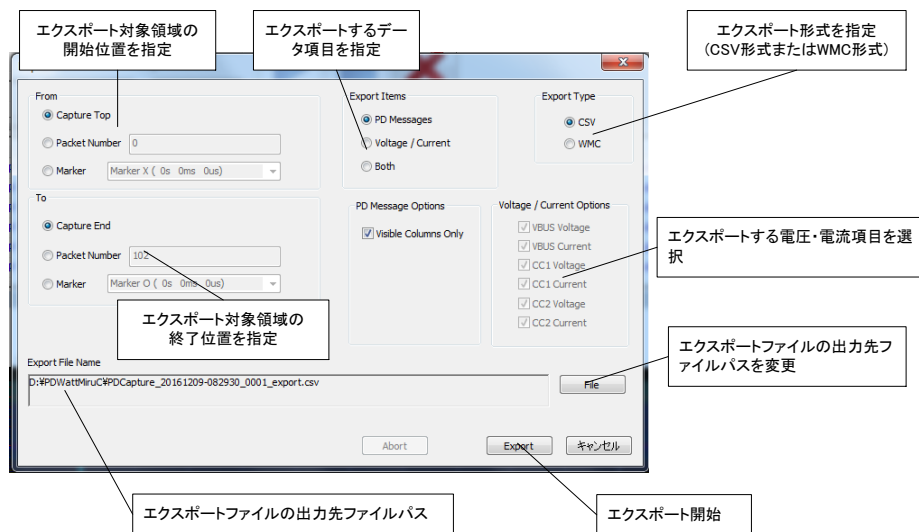 エクスポート対象領域の
開始位置を指定
エクスポートするデー
タ項目を指定
エクスポート形式を指定
(CSV形式またはWMC形式)
From
Capture Top
Packet Number 0
Marker Marker X ( 0s 0ms 0us)
Export Items
PD Messages
Voltage / Current
Both
Export Type
CSV
WMC
To
Capture End
Packet Number 102
Marker Marker O ( 0s 0ms 0us)
PD Message Options
Visible Columns Only
Voltage / Current Options
VBUS Voltage
VBUS Current
CC1 Voltage
CC1 Current
CC2 Voltage
CC2 Current
エクスポートする電圧・電流項目を選
択
エクスポート対象領域の
終了位置を指定
エクスポートファイルの出力先フ
ァイルパスを変更
Export File Name
D:¥PDWattMiruC¥PDCapture_20161209-082930_0001_export.csv
File
Abort
Export
キャンセル
エクスポートファイルの出力先ファイルパス
エクスポート開始